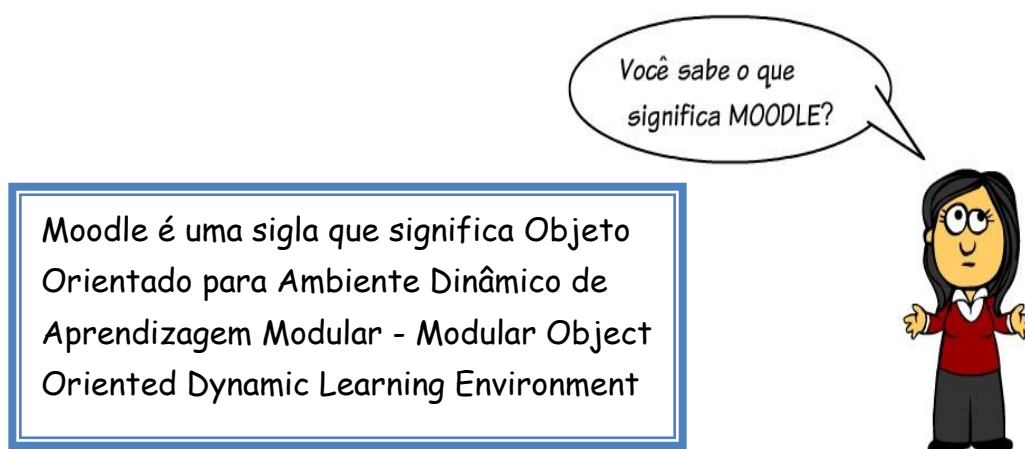 Você sabe o que
significa MOODLE?
Moodle é uma sigla que significa Objeto
Orientado para Ambiente Dinâmico de
Aprendizagem Modular - Modular Object
Oriented Dynamic Learning Environment